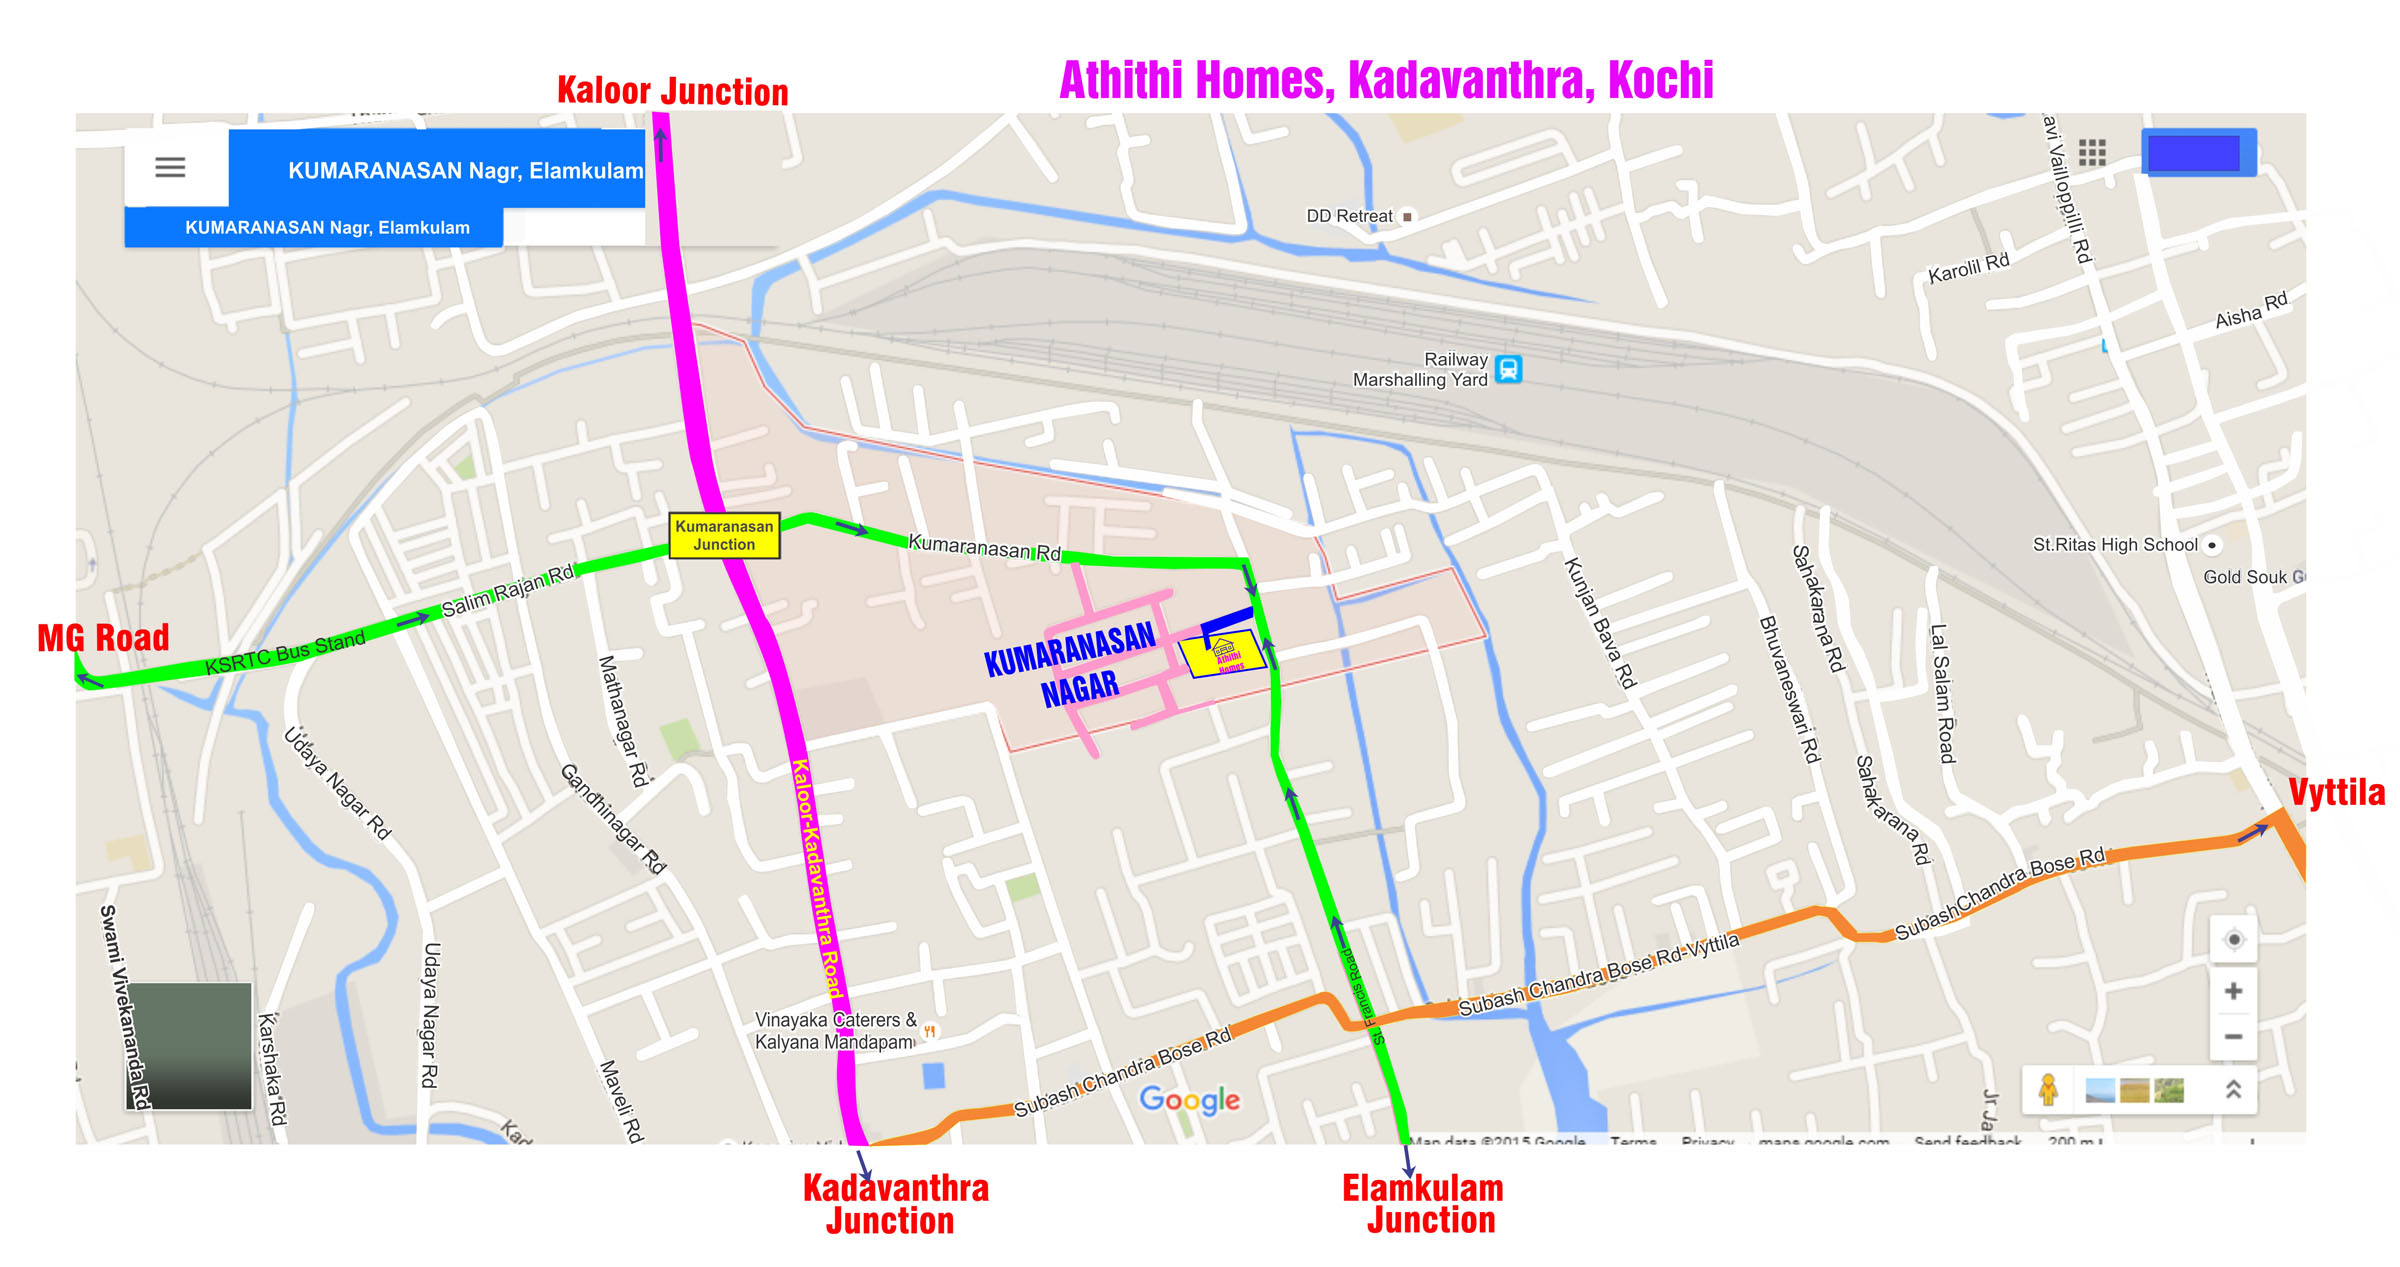 Athithi Homes, Kadavanthra, Kochi
Kaloor Junction
KUMARANASAN Nagr, Elamkulam
KUMARANASAN Nagr, Elamkulam
DD Retreat
Karolil Rd
Aisha Rd
Railway
Marshalling Yard
Kumaranasan
Junction
Kumaranasan Rd
St.Ritas High School
Gold Souk
Salim Rajan Rd
MG Road
KSRTC Bus Stand
KUMARANASAN
NAGAR
Athithi
Homes
Kunjan Bava Rd
Sahakarana Rd
Bhuvaneswari Rd
Lal Salam Road
Mathanagar Rd
Udaya Nagar Rd
Gandhinagar Rd
Kaloor-Kadavanthra Road
Sahakarana Rd
Vyttila
SubashChandra Bose Rd
Swami Vivekananda Rd
Udaya Nagar Rd
Subash Chandra Bose Rd-Vyttila
St. Francis Road
Karshaka Rd
Vinayaka Caterers &
Kalyana Mandapam
Maveli Rd
Subash Chandra Bose Rd
Google
Map data ©2015 Google Terms Privacy maps.google.com Send feedback 200 m
Kadavanthra
Junction
Elamkulam
Junction